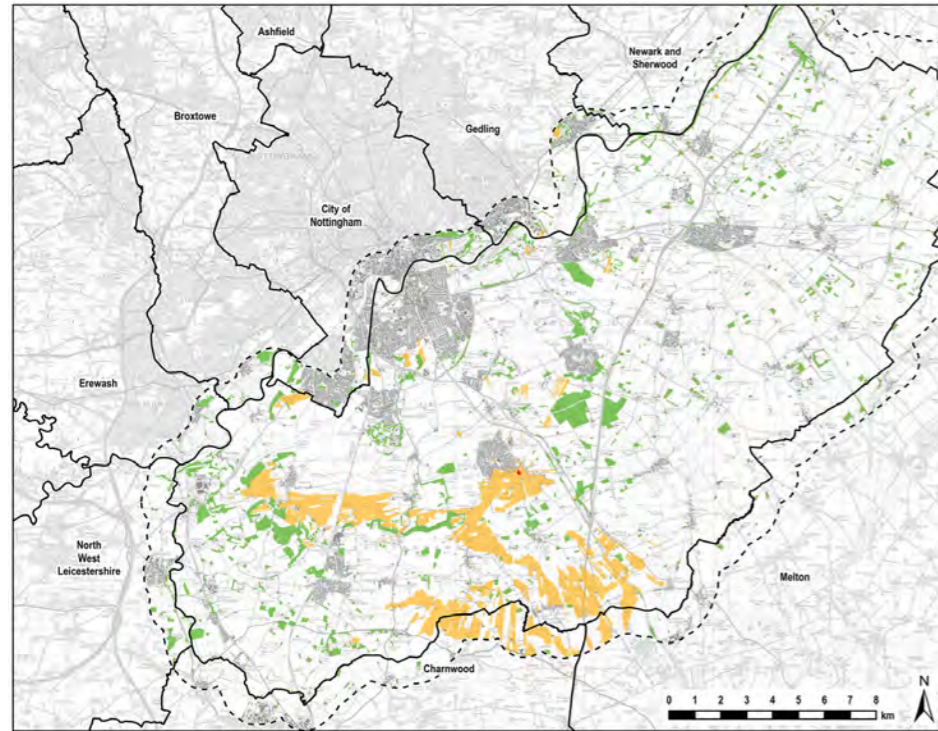 Ashfield
Newark and
Sherwood
Broxtowe
Gedling
City of
Nottingham
Erewash
North
West
Leicestershire
Melton
Charnwood
N
0 1 2 3 4 5 6 7 8
km